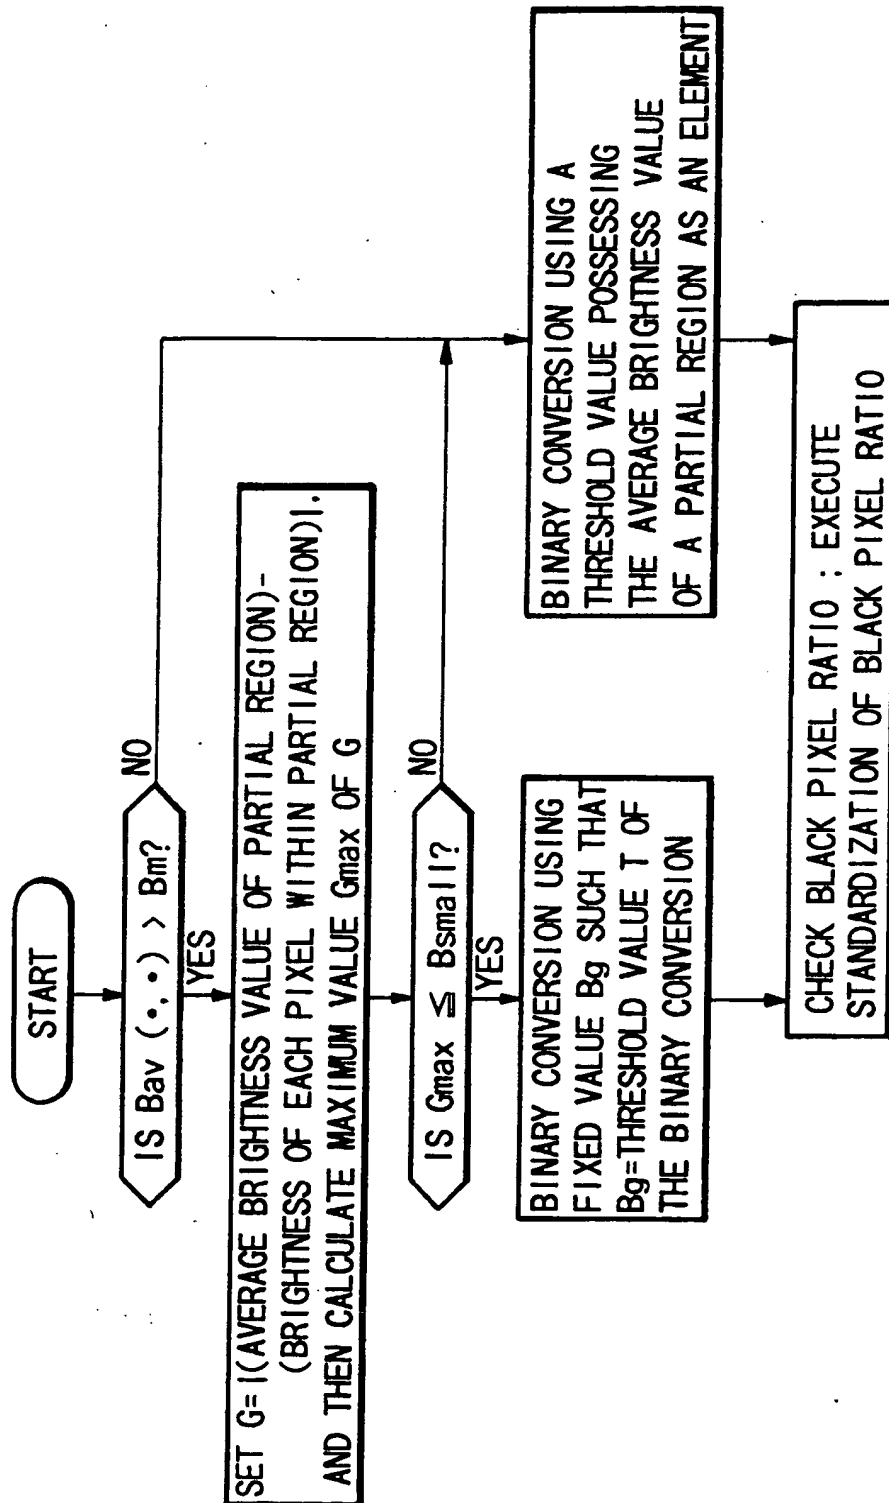 START
IS Bav (•,•) > Bm?
NO
YES
SET G=|(AVERAGE BRIGHTNESS VALUE OF PARTIAL REGION)-
(BRIGHTNESS OF EACH PIXEL WITHIN PARTIAL REGION)|.
AND THEN CALCULATE MAXIMUM VALUE Gmax OF G
IS Gmax ≦ Bsmall?
NO
YES
BINARY CONVERSION USING
FIXED VALUE Bg SUCH THAT
Bg=THRESHOLD VALUE T OF
THE BINARY CONVERSION
BINARY CONVERSION USING A
THRESHOLD VALUE POSSESSING
THE AVERAGE BRIGHTNESS VALUE
OF A PARTIAL REGION AS AN ELEMENT
CHECK BLACK PIXEL RATIO ; EXECUTE
STANDARDIZATION OF BLACK PIXEL RATIO